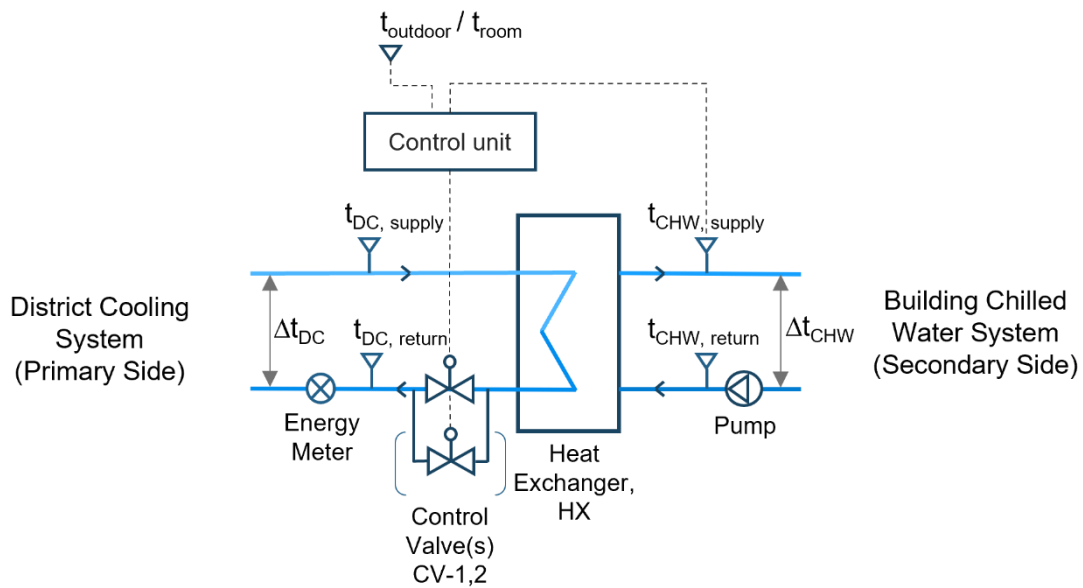 toutdoor / troom
Control unit
tDC, supply
tCHW, supply
District Cooling
System
(Primary Side)
ΔtDC
tDC, return
tCHW, return
ΔtCHW
Building Chilled
Water System
(Secondary Side)
Energy
Meter
Pump
Heat
Exchanger,
HX
Control
Valve(s)
CV-1,2